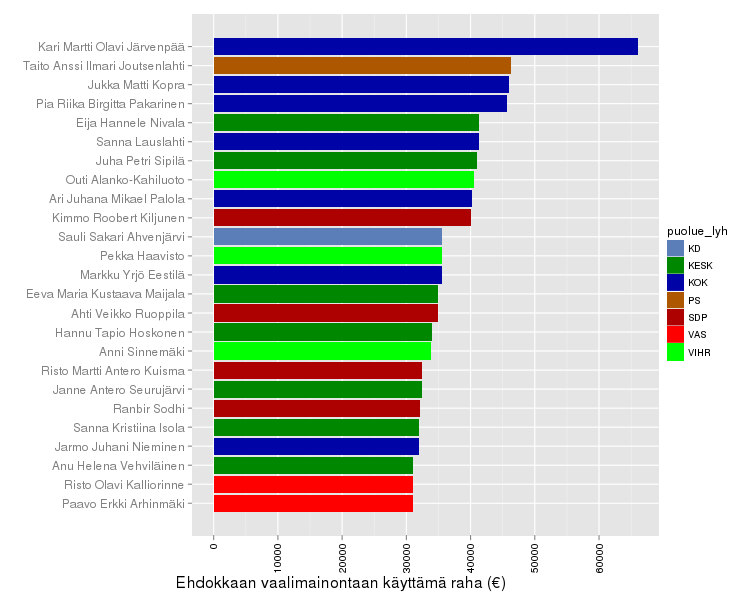 Kari Martti Olavi Järvenpää
Taito Anssi Ilmari Joutsenlahti
Jukka Matti Kopra
Pia Riika Birgitta Pakarinen
Eija Hannele Nivala
Sanna Lauslahti
Juha Petri Sipilä
Outi Alanko-Kahiluoto
Ari Juhana Mikael Palola
Kimmo Roobert Kiljunen
Sauli Sakari Ahvenjärvi
Pekka Haavisto
Markku Yrjö Eestilä
Eeva Maria Kustaava Maijala
Ahti Veikko Ruoppila
Hannu Tapio Hoskonen
Anni Sinnemäki
Risto Martti Antero Kuisma
Janne Antero Seurujärvi
Ranbir Sodhi
Sanna Kristiina Isola
Jarmo Juhani Nieminen
Anu Helena Vehviläinen
Risto Olavi Kalliorinne
Paavo Erkki Arhinmäki
0
10000
20000
30000
40000
50000
60000
Ehdokkaan vaalimainontaan käyttämä raha (€)
puolue_lyh
KD
KESK
KOK
PS
SDP
VAS
VIHR